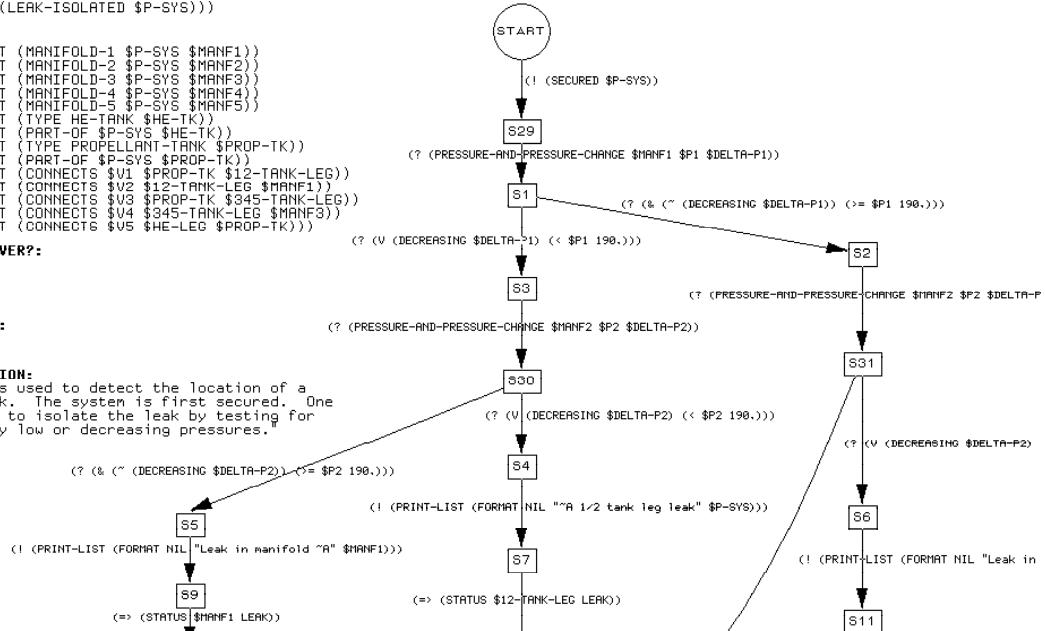 (LEAK-ISOLATED $P-SYS)))
T (MANIFOLD-1 $P-SYS $MANF1))
T (MANIFOLD-2 $P-SYS $MANF2))
T (MANIFOLD-3 $P-SYS $MANF3))
T (MANIFOLD-4 $P-SYS $MANF4))
T (MANIFOLD-5 $P-SYS $MANF5))
T (TYPE HE-TANK $HE-TK))
T (PART-OF $P-SYS $HE-TK))
T (TYPE PROPELLANT-TANK $PROP-TK))
T (PART-OF $P-SYS $PROP-TK))
T (CONNECTS $V1 $PROP-TK $12-TANK-LEG))
T (CONNECTS $V2 $12-TANK-LEG $MANF1))
T (CONNECTS $V3 $PROP-TK $345-TANK-LEG))
T (CONNECTS $V4 $345-TANK-LEG $MANF3))
T (CONNECTS $V5 $HE-LEG $PROP-TK)))
VER?:
:
ION:
s used to detect the location of a
k. The system is first secured. One
to isolate the leak by testing for
y low or decreasing pressures."
START
(! (SECURED $P-SYS))
S29
(? (PRESSURE-AND-PRESSURE-CHANGE $MANF1 $P1 $DELTA-P1))
S1
(? (& (~ (DECREASING $DELTA-P1)) (>= $P1 190.)))
(? (V (DECREASING $DELTA-P1) (< $P1 190.)))
S2
S3
(? (PRESSURE-AND-PRESSURE-CHANGE $MANF2 $P2 $DELTA-P
(? (PRESSURE-AND-PRESSURE-CHANGE $MANF2 $P2 $DELTA-P2))
S31
S30
(? (V (DECREASING $DELTA-P2) (< $P2 190.)))
(? (V (DECREASING $DELTA-P2)
S4
(? (& (~ (DECREASING $DELTA-P2)) (>= $P2 190.)))
(! (PRINT-LIST (FORMAT NIL "~A 1/2 tank leg leak" $P-SYS)))
S5
S6
(! (PRINT-LIST (FORMAT NIL "Leak in manifold ~A" $MANF1)))
S7
(! (PRINT-LIST (FORMAT NIL "Leak in
S9
(=> (STATUS $12-TANK-LEG LEAK))
(=> (STATUS $MANF1 LEAK))
S11